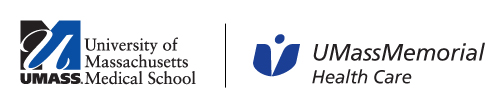 University of
Massachusetts
UMASS. Medical School
UMassMemorial
Health Care